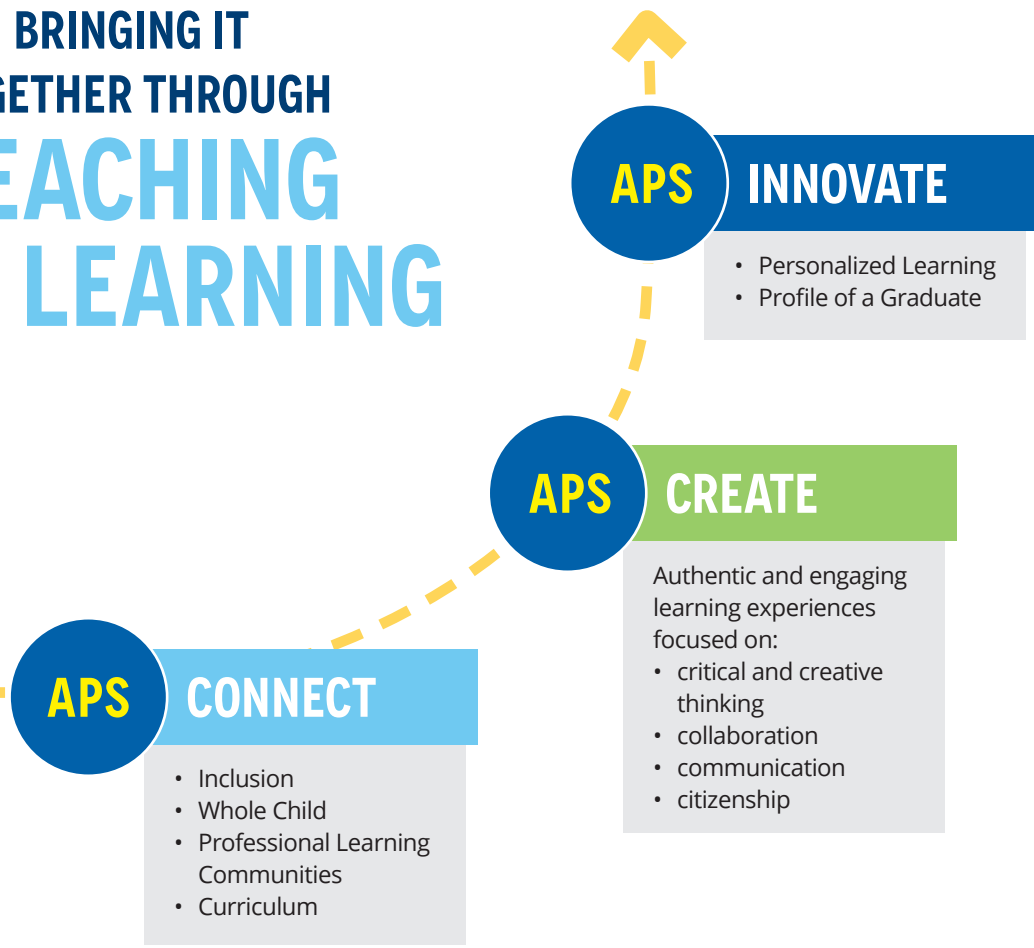 BRINGING IT
GETHER THROUGH
EACHING
LEARNING
APS INNOVATE
• Personalized Learning
• Profile of a Graduate
APS CREATE
Authentic and engaging
learning experiences
focused on:
• critical and creative
thinking
• collaboration
• communication
• citizenship
APS CONNECT
• Inclusion
• Whole Child
• Professional Learning
Communities
• Curriculum